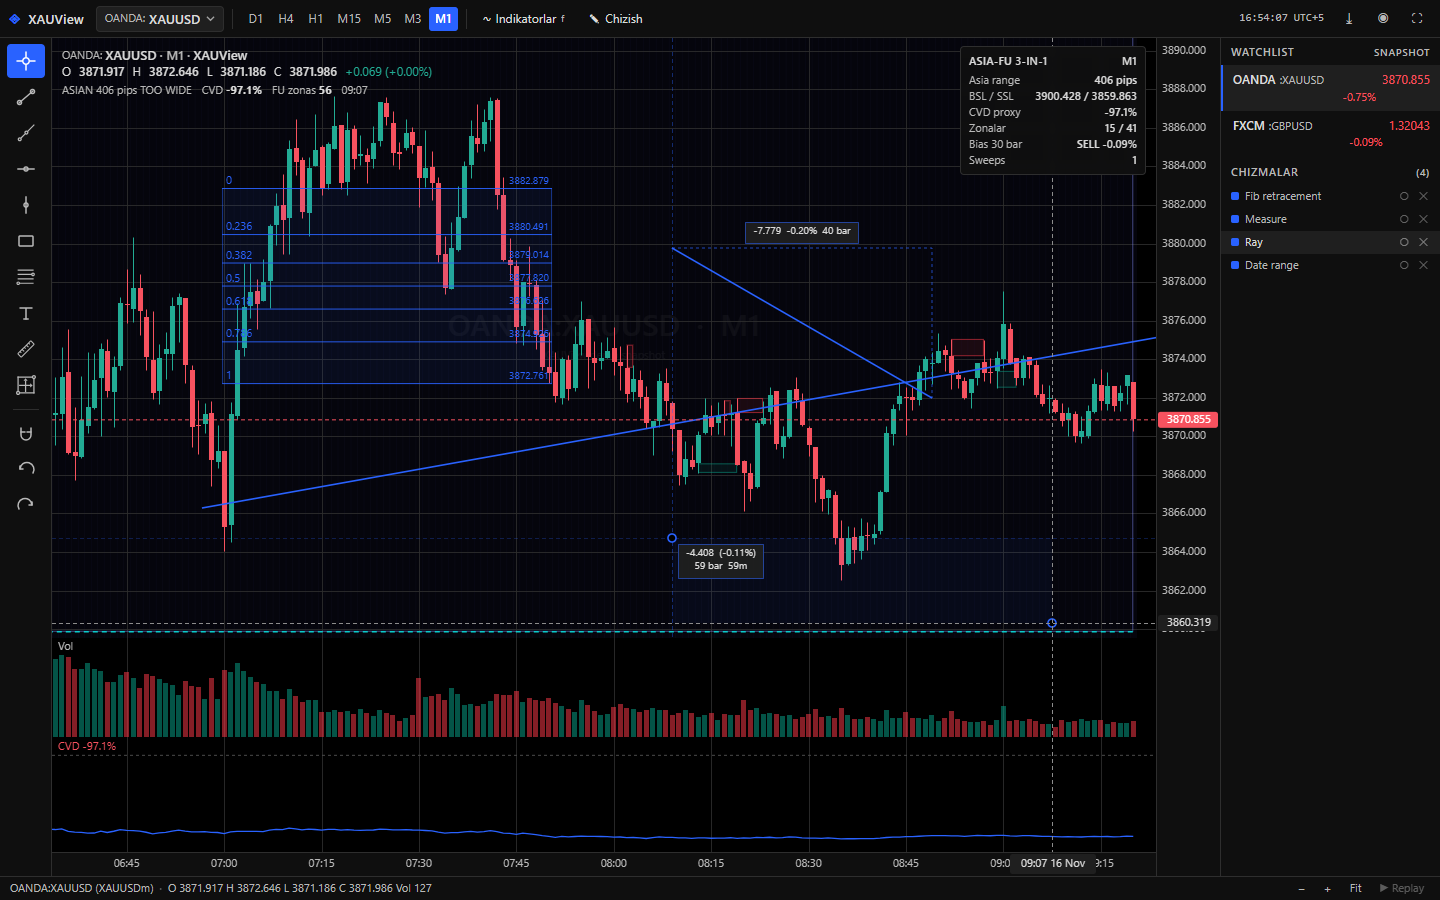 XAUView OANDA: XAUUSD D1 H4 H1 M15 M5 M3 M1 Indikatorlar f Chizish 16:54:07 UTC+5
OANDA: XAUUSD · M1 · XAUView
O 3871.917 H 3872.646 L 3871.186 C 3871.986 +0.069 (+0.00%)
ASIAN 406 pips TOO WIDE CVD -97.1% FU zonas 56 09:07
ASIA-FU 3-IN-1 M1
Asia range 406 pips
BSL / SSL 3900.428 / 3859.863
CVD proxy -97.1%
Zonalar 15 / 41
Bias 30 bar SELL -0.09%
Sweeps 1
0 3882.879
0.236 3880.491
0.382 3879.014
0.5
1 3872.761
OANDA:XAUUSD · M1
-7.779 -0.20% 40 bar
-4.408 (-0.11%)
59 bar 59m
3890.000
3888.000
3886.000
3884.000
3882.000
3880.000
3878.000
3876.000
3874.000
3872.000
3870.855
3870.000
3868.000
3866.000
3864.000
3862.000
3860.319
Vol
CVD -97.1%
06:45 07:00 07:15 07:30 07:45 08:00 08:15 08:30 08:45 09:07 16 Nov
WATCHLIST SNAPSHOT
OANDA :XAUUSD 3870.855
-0.75%
FXCM :GBPUSD 1.32043
-0.09%
CHIZMALAR (4)
Fib retracement
Measure
Ray
Date range
OANDA:XAUUSD (XAUUSDm) · O 3871.917 H 3872.646 L 3871.186 C 3871.986 Vol 127
− + Fit Replay